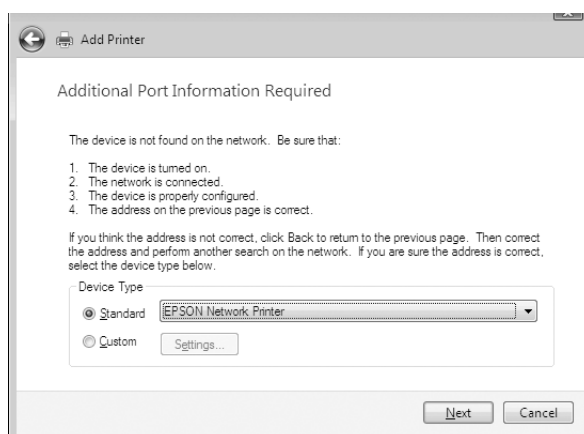 Add Printer
Additional Port Information Required
The device is not found on the network. Be sure that:
1. The device is turned on.
2. The network is connected.
3. The device is properly configured.
4. The address on the previous page is correct.
If you think the address is not correct, click Back to return to the previous page. Then correct
the address and perform another search on the network. If you are sure the address is correct,
select the device type below.
Device Type
Standard EPSON Network Printer
Custom Settings...
Next Cancel